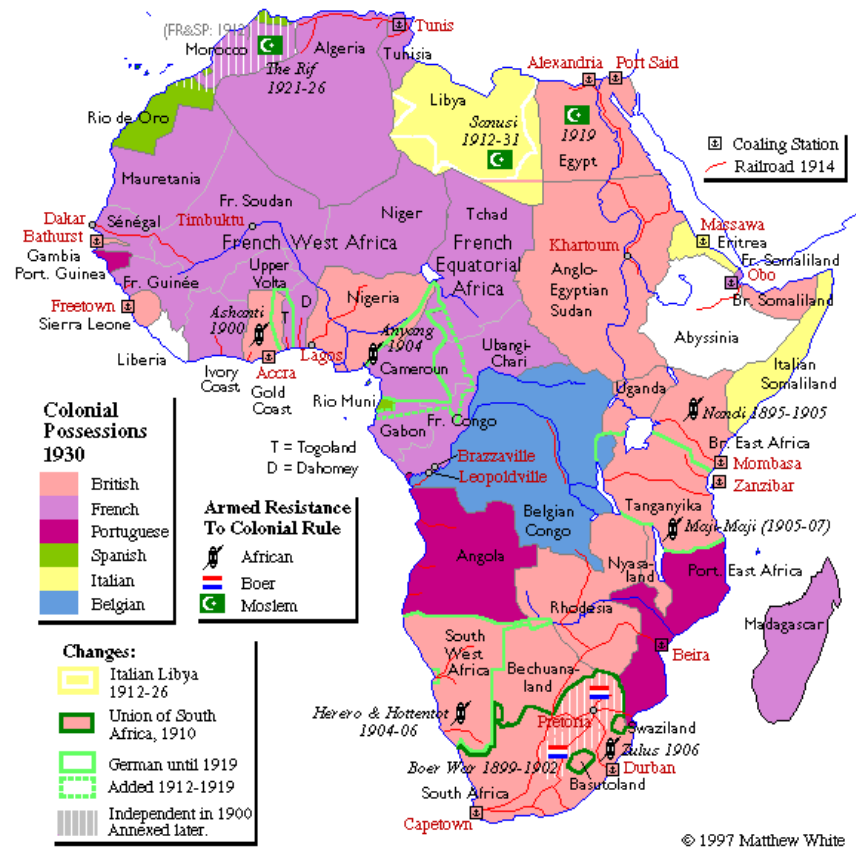 (FR&SP: 1912)
Morocco
The Rif
1921-26
Algeria
Tunis
Tunisia
Alexandria
Port Said
Libya
Sanusi
1912-31
1919
Egypt
Rio de Oro
Coaling Station
Railroad 1914
Mauretania
Fr. Soudan
Niger
Tchad
Dakar
Sénégal
Timbuktu
Bathurst
French West Africa
French
Equatorial
Africa
Khartoum
Massawa
Eritrea
Gambia
Port. Guinea
Fr. Guinée
Upper
Volta
Anglo-
Egyptian
Sudan
Fr. Somaliland
Obo
Br. Somaliland
Freetown
Sierra Leone
Ashanti
1900
T
D
Nigeria
Anyang
1904
Abyssinia
Liberia
Lagos
Cameroun
Ubangi-
Chari
Italian
Somaliland
Ivory
Coast
Accra
Gold
Coast
Rio Muni
Uganda
Nandi 1895-1905
Gabon
Fr. Congo
Br. East Africa
T = Togoland
D = Dahomey
Brazzaville
Leopoldville
Mombasa
Zanzibar
Colonial
Possessions
1930
British
French
Portuguese
Spanish
Italian
Belgian
Armed Resistance
To Colonial Rule
African
Boer
Moslem
Belgian
Congo
Tanganyika
Maji-Maji (1905-07)
Angola
Nyasa-
land
Port. East Africa
Rhodesia
Madagascar
Changes:
Italian Libya
1912-26
Union of South
Africa, 1910
German until 1919
Added 1912-1919
Independent in 1900
Annexed later.
South
West
Africa
Bechuana-
land
Beira
Herero & Hottentot
1904-06
Pretoria
Swaziland
Zulus 1906
Boer War 1899-1902
Durban
Basutoland
South Africa
Capetown
© 1997 Matthew White